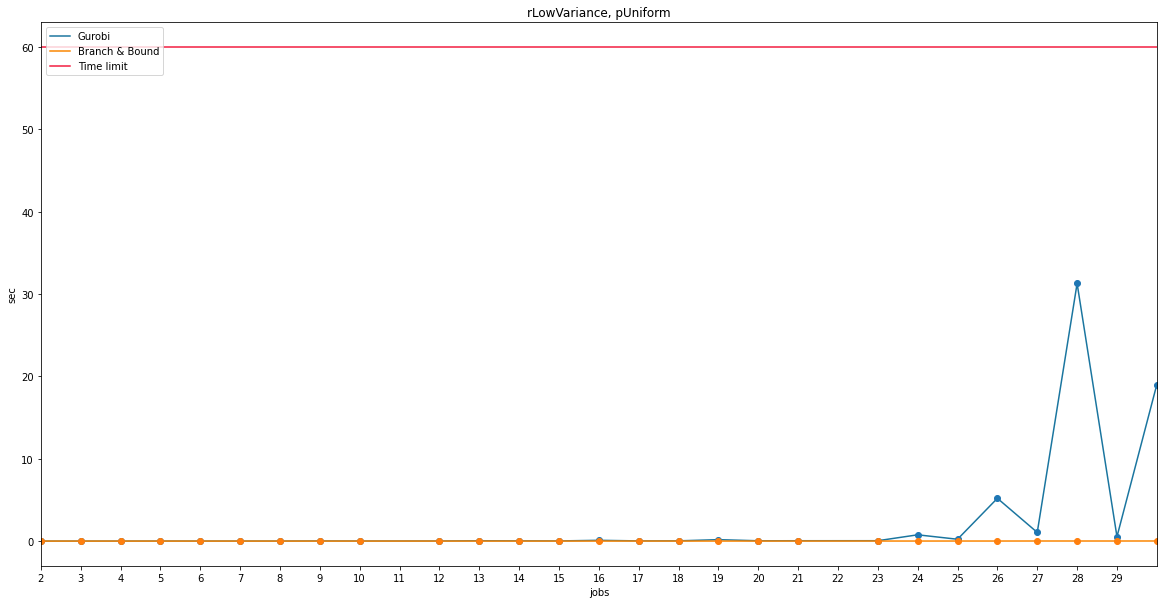 rLowVariance, pUniform
Gurobi
Branch & Bound
Time limit
60
50
40
30
20
10
0
sec
2 3 4 5 6 7 8 9 10 11 12 13 14 15 16 17 18 19 20 21 22 23 24 25 26 27 28 29
jobs